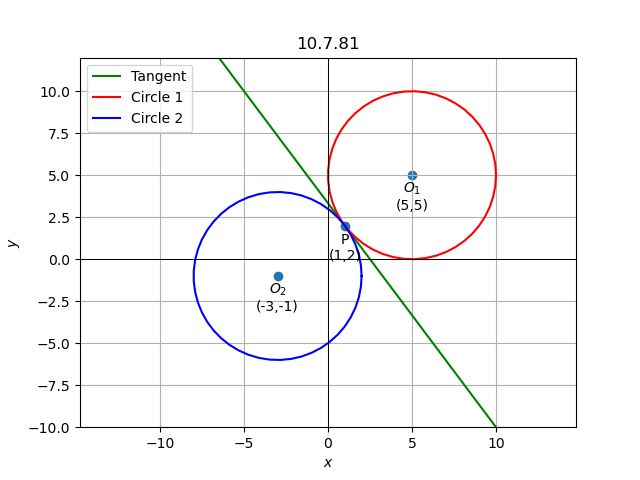 10.7.81
Tangent
Circle 1
Circle 2
10.0
7.5
5.0
2.5
0.0
−2.5
−5.0
−7.5
−10.0
y
O₁
(5,5)
P
(1,2)
O₂
(-3,-1)
−10
−5
0
5
10
x